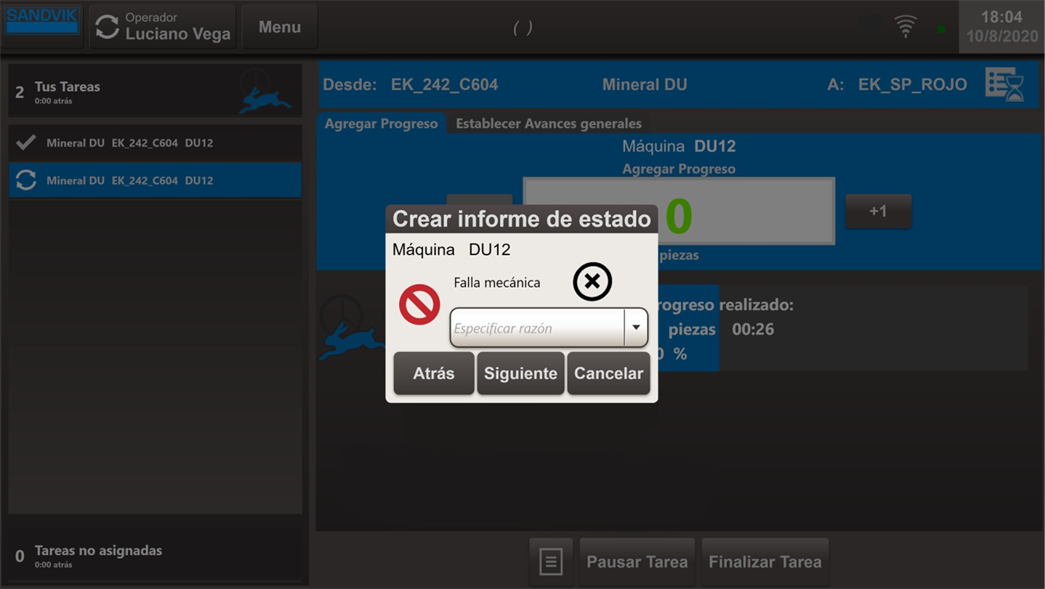 SANDVIK
Operador
Luciano Vega
Menu
( )
18:04
10/8/2020
2 Tus Tareas
0:00 atrás
Mineral DU EK_242_C604 DU12
Mineral DU EK_242_C604 DU12
0 Tareas no asignadas
0:00 atrás
Desde: EK_242_C604 Mineral DU A: EK_SP_ROJO
Agregar Progreso Establecer Avances generales
Máquina DU12
Agregar Progreso
0
+1
piezas
rogreso realizado:
piezas 00:26
0 %
Crear informe de estado
Máquina DU12
Falla mecánica
Especificar razón
Atrás Siguiente Cancelar
Pausar Tarea Finalizar Tarea